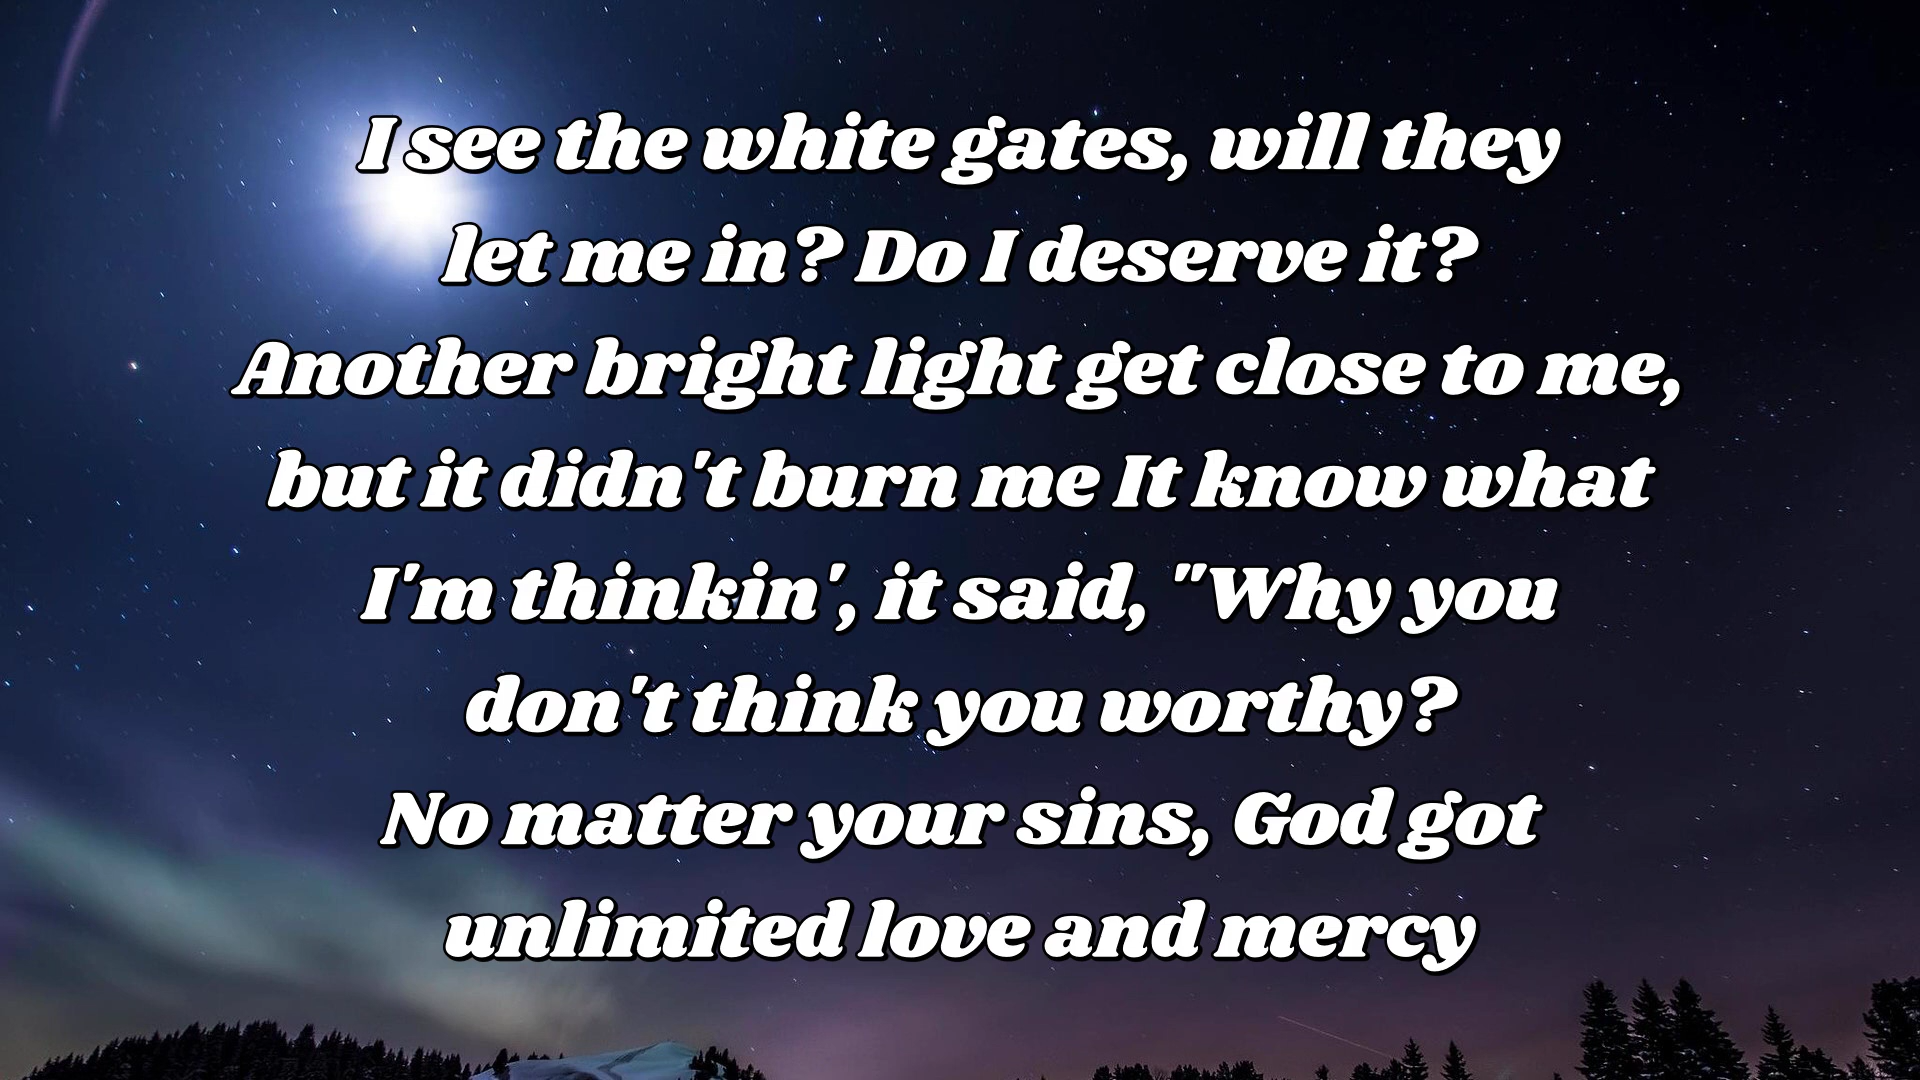 I see the white gates, will they
let me in? Do I deserve it?
Another bright light get close to me,
but it didn't burn me It know what
I'm thinkin', it said, "Why you
don't think you worthy?
No matter your sins, God got
unlimited love and mercy